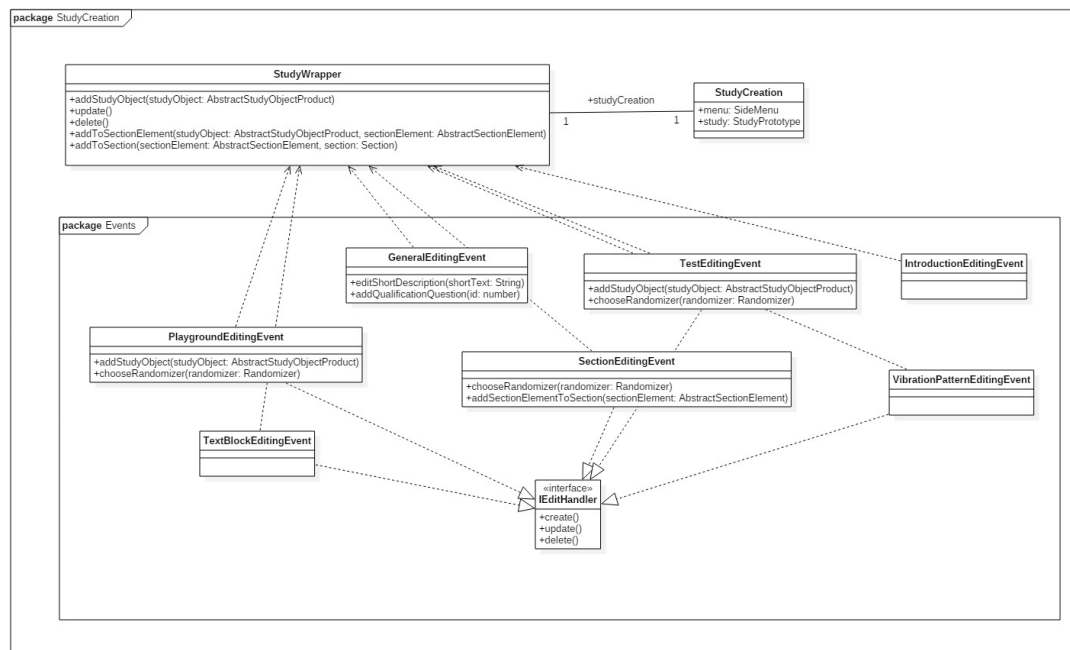 package StudyCreation
StudyWrapper
+addStudyObject(studyObject: AbstractStudyObjectProduct)
+update()
+delete()
+addToSectionElement(studyObject: AbstractStudyObjectProduct, sectionElement: AbstractSectionElement)
+addToSection(sectionElement: AbstractSectionElement, section: Section)
+studyCreation
1
1
StudyCreation
+menu: SideMenu
+study: StudyPrototype
package Events
GeneralEditingEvent
+editShortDescription(shortText: String)
+addQualificationQuestion(id: number)
TestEditingEvent
+addStudyObject(studyObject: AbstractStudyObjectProduct)
+chooseRandomizer(randomizer: Randomizer)
IntroductionEditingEvent
PlaygroundEditingEvent
+addStudyObject(studyObject: AbstractStudyObjectProduct)
+chooseRandomizer(randomizer: Randomizer)
SectionEditingEvent
+chooseRandomizer(randomizer: Randomizer)
+addSectionElementToSection(sectionElement: AbstractSectionElement)
VibrationPatternEditingEvent
TextBlockEditingEvent
«interface»
IEditHandler
+create()
+update()
+delete()